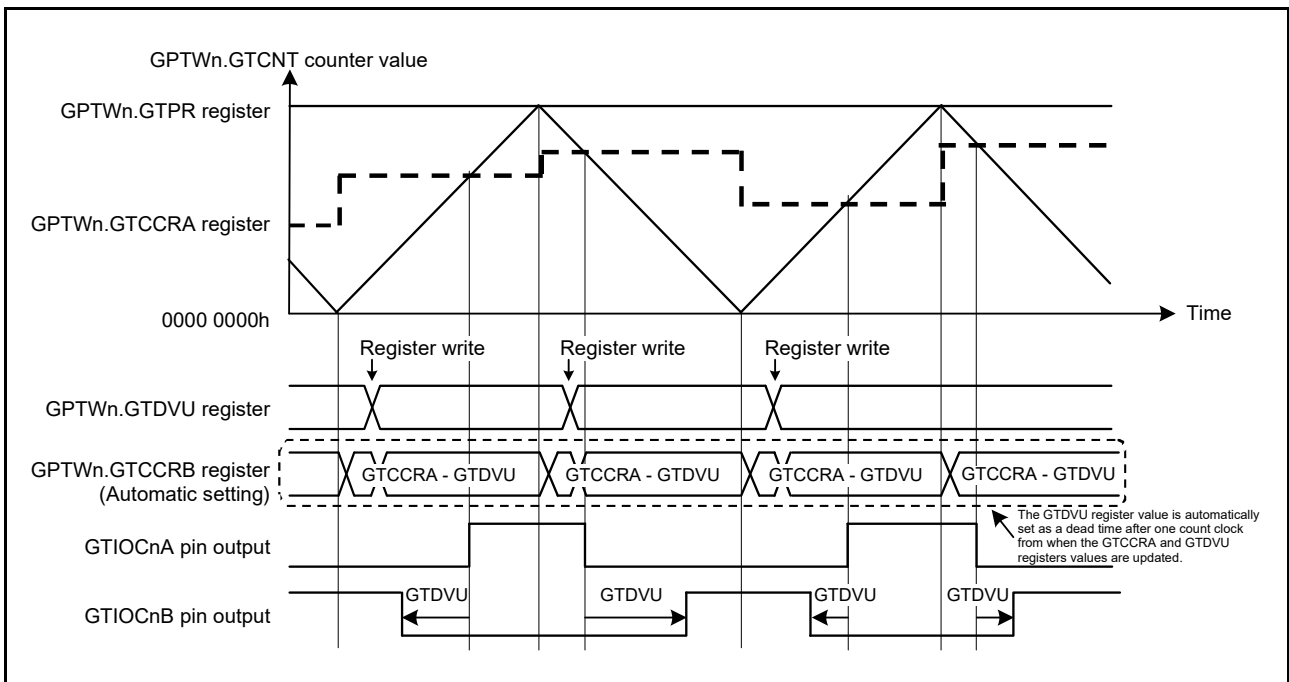 GPTWn.GTCNT counter value
GPTWn.GTPR register
GPTWn.GTCCRA register
0000 0000h
Time
Register write
Register write
Register write
GPTWn.GTDVU register
GPTWn.GTCCRB register
(Automatic setting)
GTCCRA - GTDVU
GTCCRA - GTDVU
GTCCRA - GTDVU
GTCCRA - GTDVU
The GTDVU register value is automatically
set as a dead time after one count clock
from when the GTCCRA and GTDVU
registers values are updated.
GTIOCnA pin output
GTIOCnB pin output
GTDVU
GTDVU
GTDVU
GTDVU